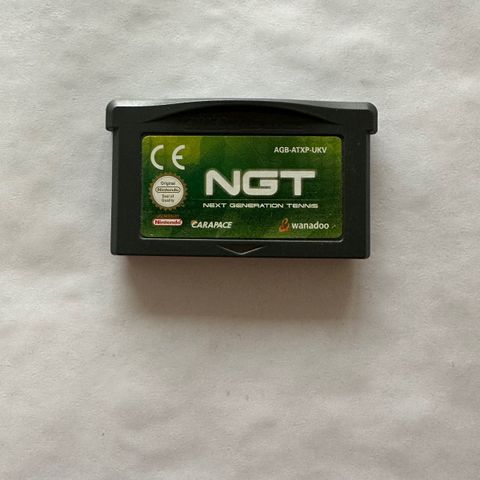 AGB-ATXP-UKV
CE
NGT
NEXT GENERATION TENNIS
Original
Nintendo
Seal of
Quality
Nintendo
CARAPACE
wanadoo